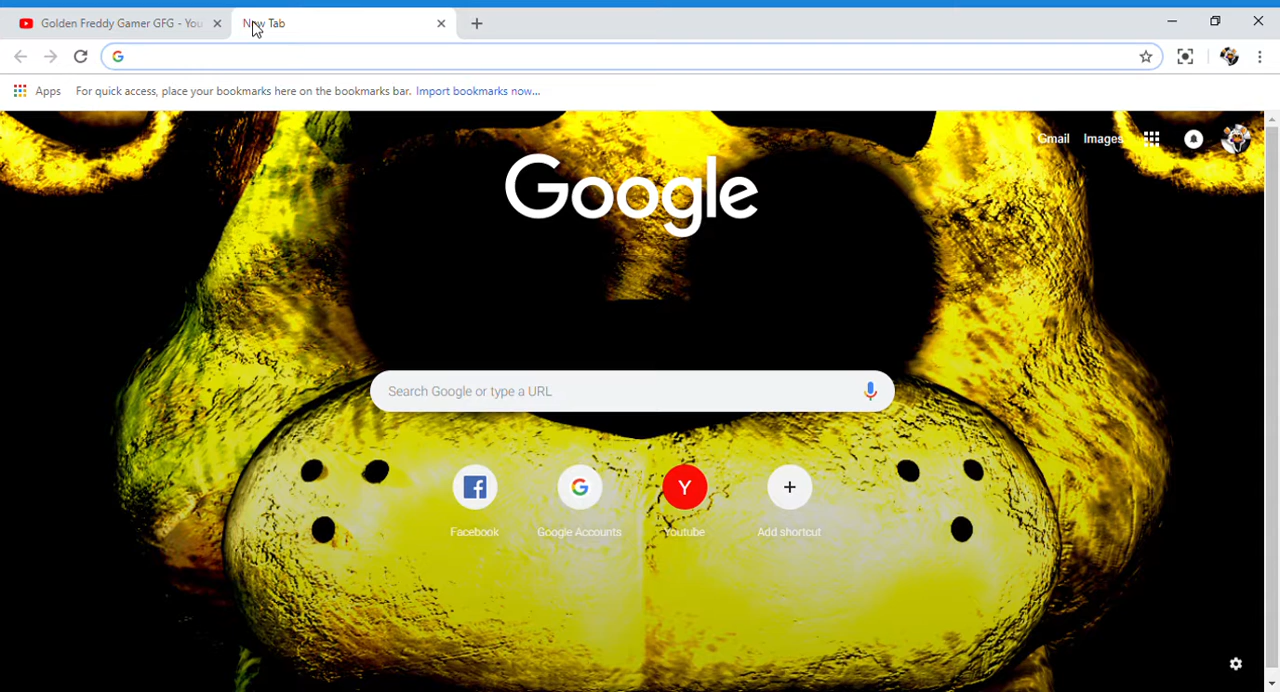 Golden Freddy Gamer GFG - You
New Tab
Apps
For quick access, place your bookmarks here on the bookmarks bar. Import bookmarks now...
Gmail
Images
Google
Search Google or type a URL
Y
Facebook
Google Accounts
Youtube
Add shortcut